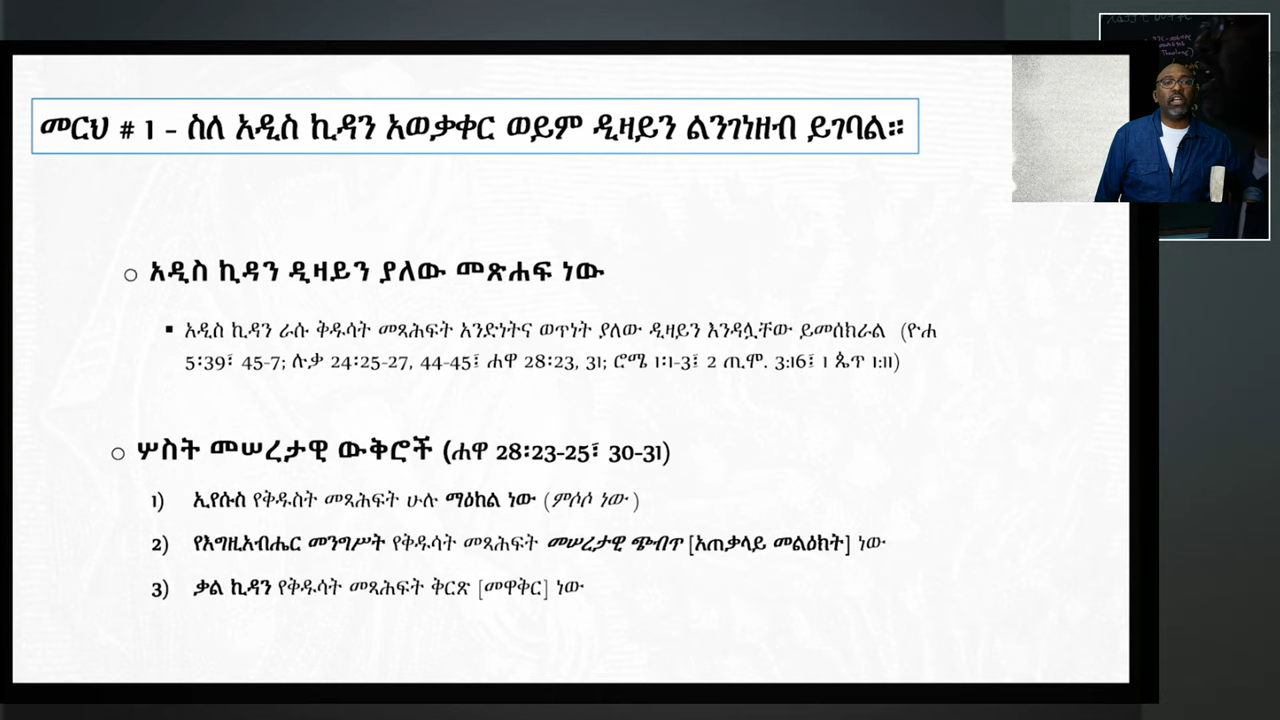 መርህ # 1 - ስለ አዲስ ኪዳን አወቃቀር ወይም ዲዛይን ልንገነዘብ ይገባል።
○ አዲስ ኪዳን ዲዛይን ያለው መጽሐፍ ነው
▪ አዲስ ኪዳን ራሱ ቅዱሳት መጻሕፍት አንድነትና ወጥነት ያለው ዲዛይን እንዳሏቸው ይመሰክራል (ዮሐ
5፡39፣ 45-7; ሉቃ 24፡25-27, 44-45፤ ሐዋ 28፡23, 31; ሮሜ 1፡1-3፤ 2 ጢሞ. 3:16፤ 1 ጴጥ 1:11)
○ ሦስት መሠረታዊ ውቅሮች (ሐዋ 28፡23-25፣ 30-31)
1) ኢየሱስ የቅዱስት መጻሕፍት ሁሉ ማዕከል ነው (ምሶሶ ነው)
2) የእግዚአብሔር መንግሥት የቅዱሳት መጻሕፍት መሠረታዊ ጭብጥ [አጠቃላይ መልዕክት] ነው
3) ቃል ኪዳን የቅዱሳት መጻሕፍት ቅርጽ [መዋቅር] ነው